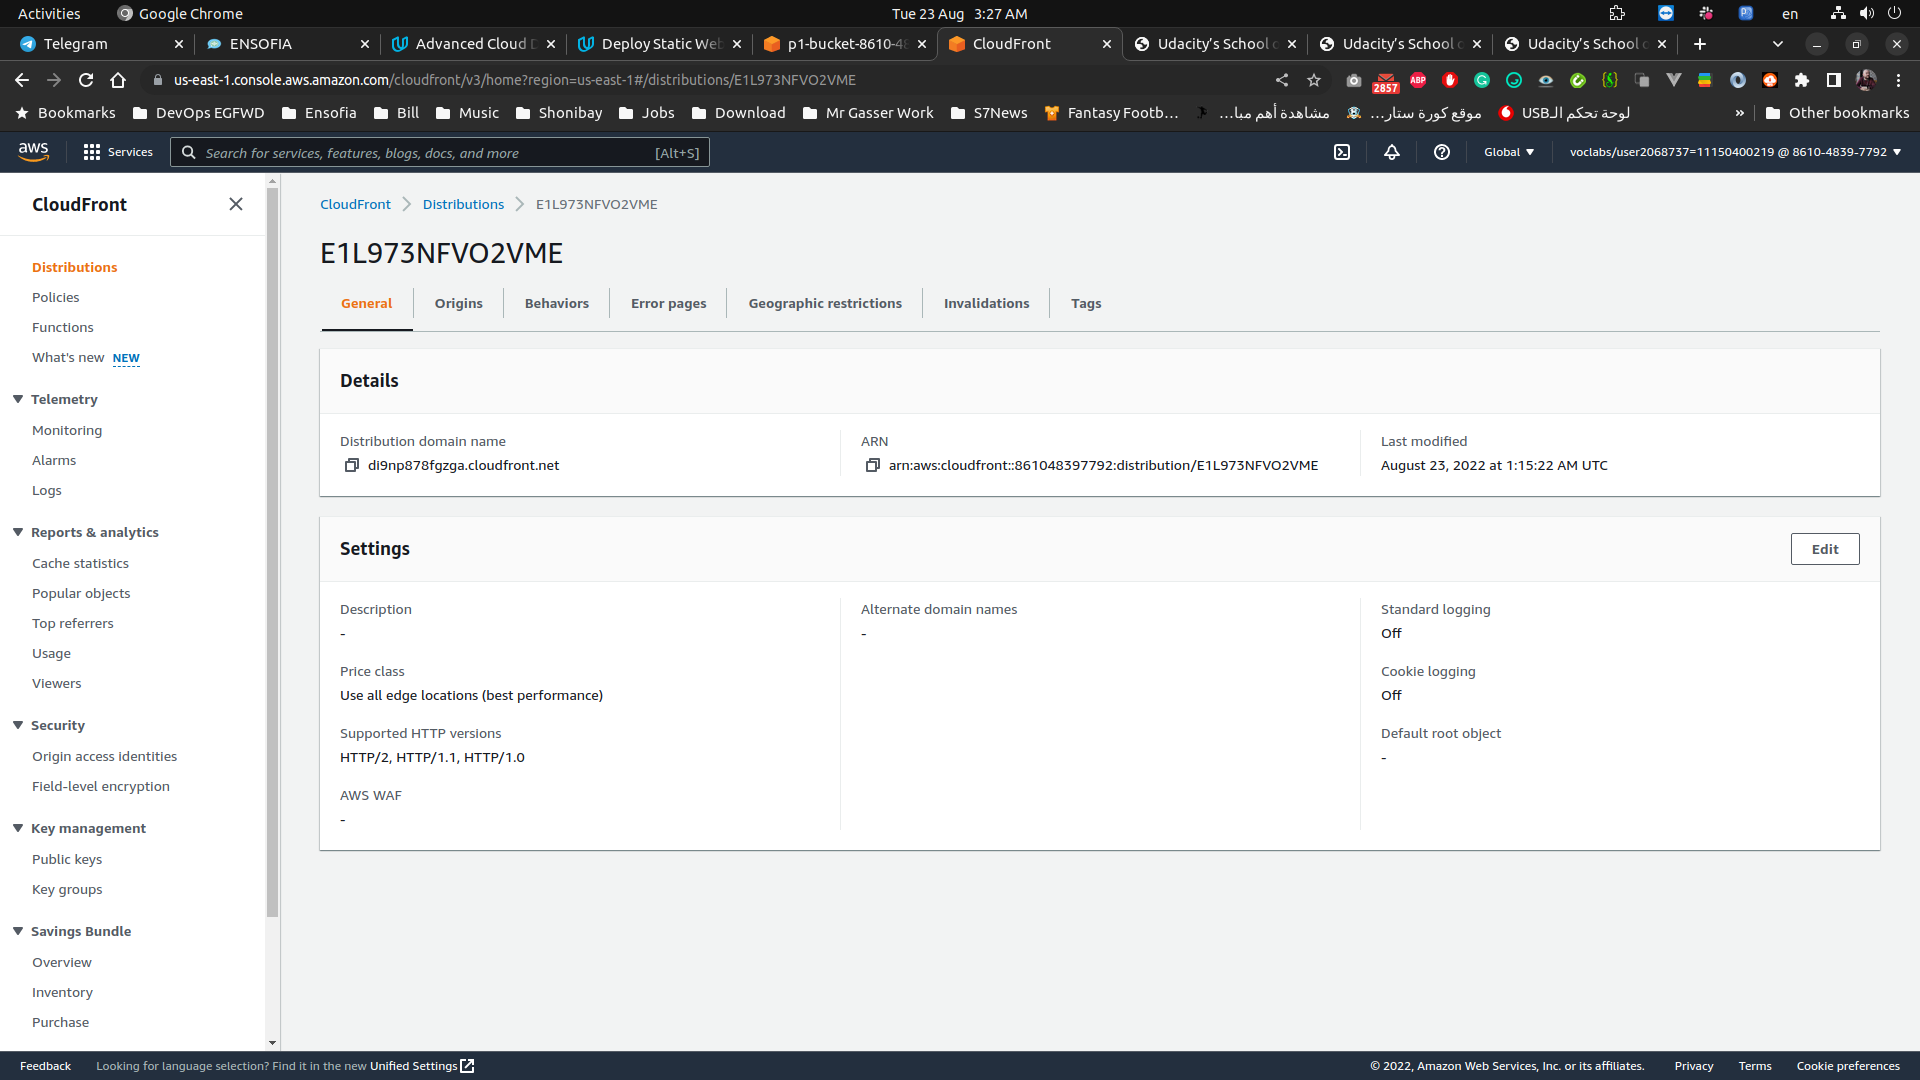 Activities Google Chrome Tue 23 Aug 3:27 AM en
Telegram ENSOFIA Advanced Cloud D Deploy Static Web p1-bucket-8610-48 CloudFront Udacity's School o Udacity's School o Udacity's School o
us-east-1.console.aws.amazon.com/cloudfront/v3/home?region=us-east-1#/distributions/E1L973NFVO2VME 2857 ABP
Bookmarks DevOps EGFWD Ensofia Bill Music Shonibay Jobs Download Mr Gasser Work S7News Fantasy Footb... مشاهدة أهم مبا... موقع كورة ستار... لوحة تحكم الـUSB » Other bookmarks
aws Services Search for services, features, blogs, docs, and more [Alt+S] Global voclabs/user2068737=11150400219 @ 8610-4839-7792
CloudFront
Distributions
Policies
Functions
What's new NEW
Telemetry
Monitoring
Alarms
Logs
Reports & analytics
Cache statistics
Popular objects
Top referrers
Usage
Viewers
Security
Origin access identities
Field-level encryption
Key management
Public keys
Key groups
Savings Bundle
Overview
Inventory
Purchase
CloudFront Distributions E1L973NFVO2VME
E1L973NFVO2VME
General Origins Behaviors Error pages Geographic restrictions Invalidations Tags
Details
Distribution domain name
di9np878fgzga.cloudfront.net
ARN
arn:aws:cloudfront::861048397792:distribution/E1L973NFVO2VME
Last modified
August 23, 2022 at 1:15:22 AM UTC
Settings
Edit
Description
-
Price class
Use all edge locations (best performance)
Supported HTTP versions
HTTP/2, HTTP/1.1, HTTP/1.0
AWS WAF
-
Alternate domain names
-
Standard logging
Off
Cookie logging
Off
Default root object
-
Feedback Looking for language selection? Find it in the new Unified Settings © 2022, Amazon Web Services, Inc. or its affiliates. Privacy Terms Cookie preferences